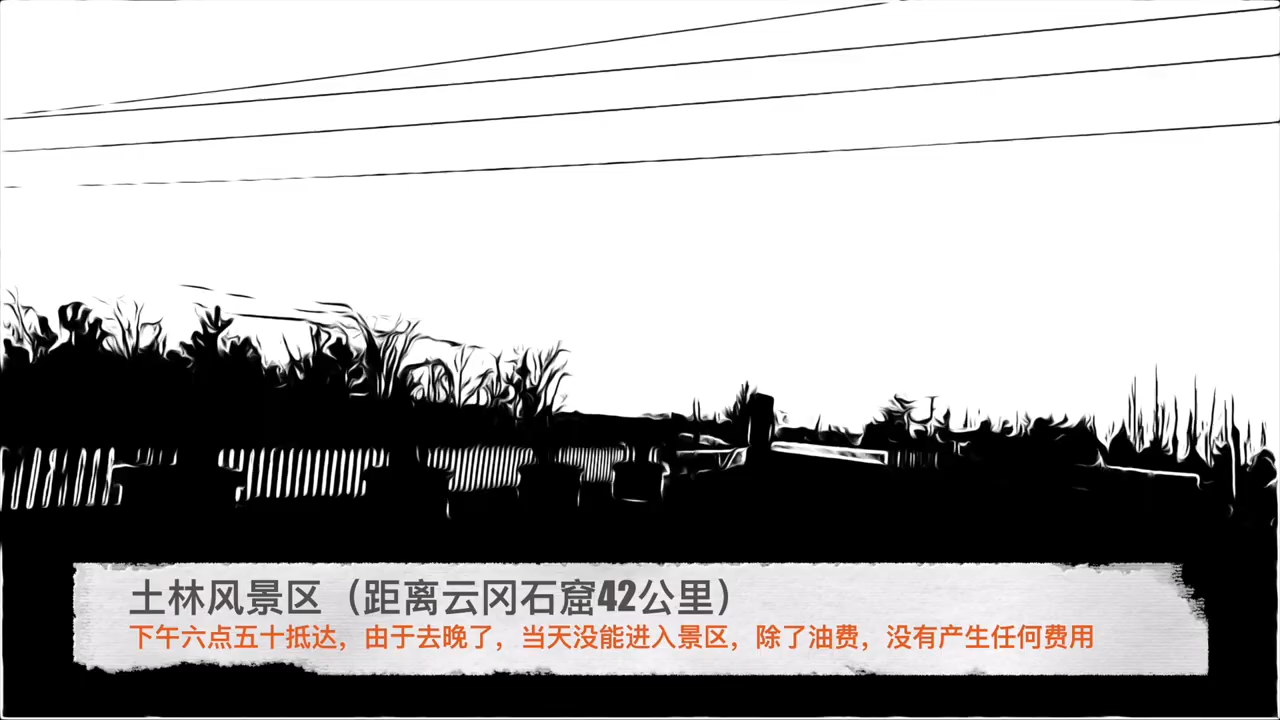 土林风景区（距离云冈石窟42公里）
下午六点五十抵达，由于去晚了，当天没能进入景区，除了油费，没有产生任何费用